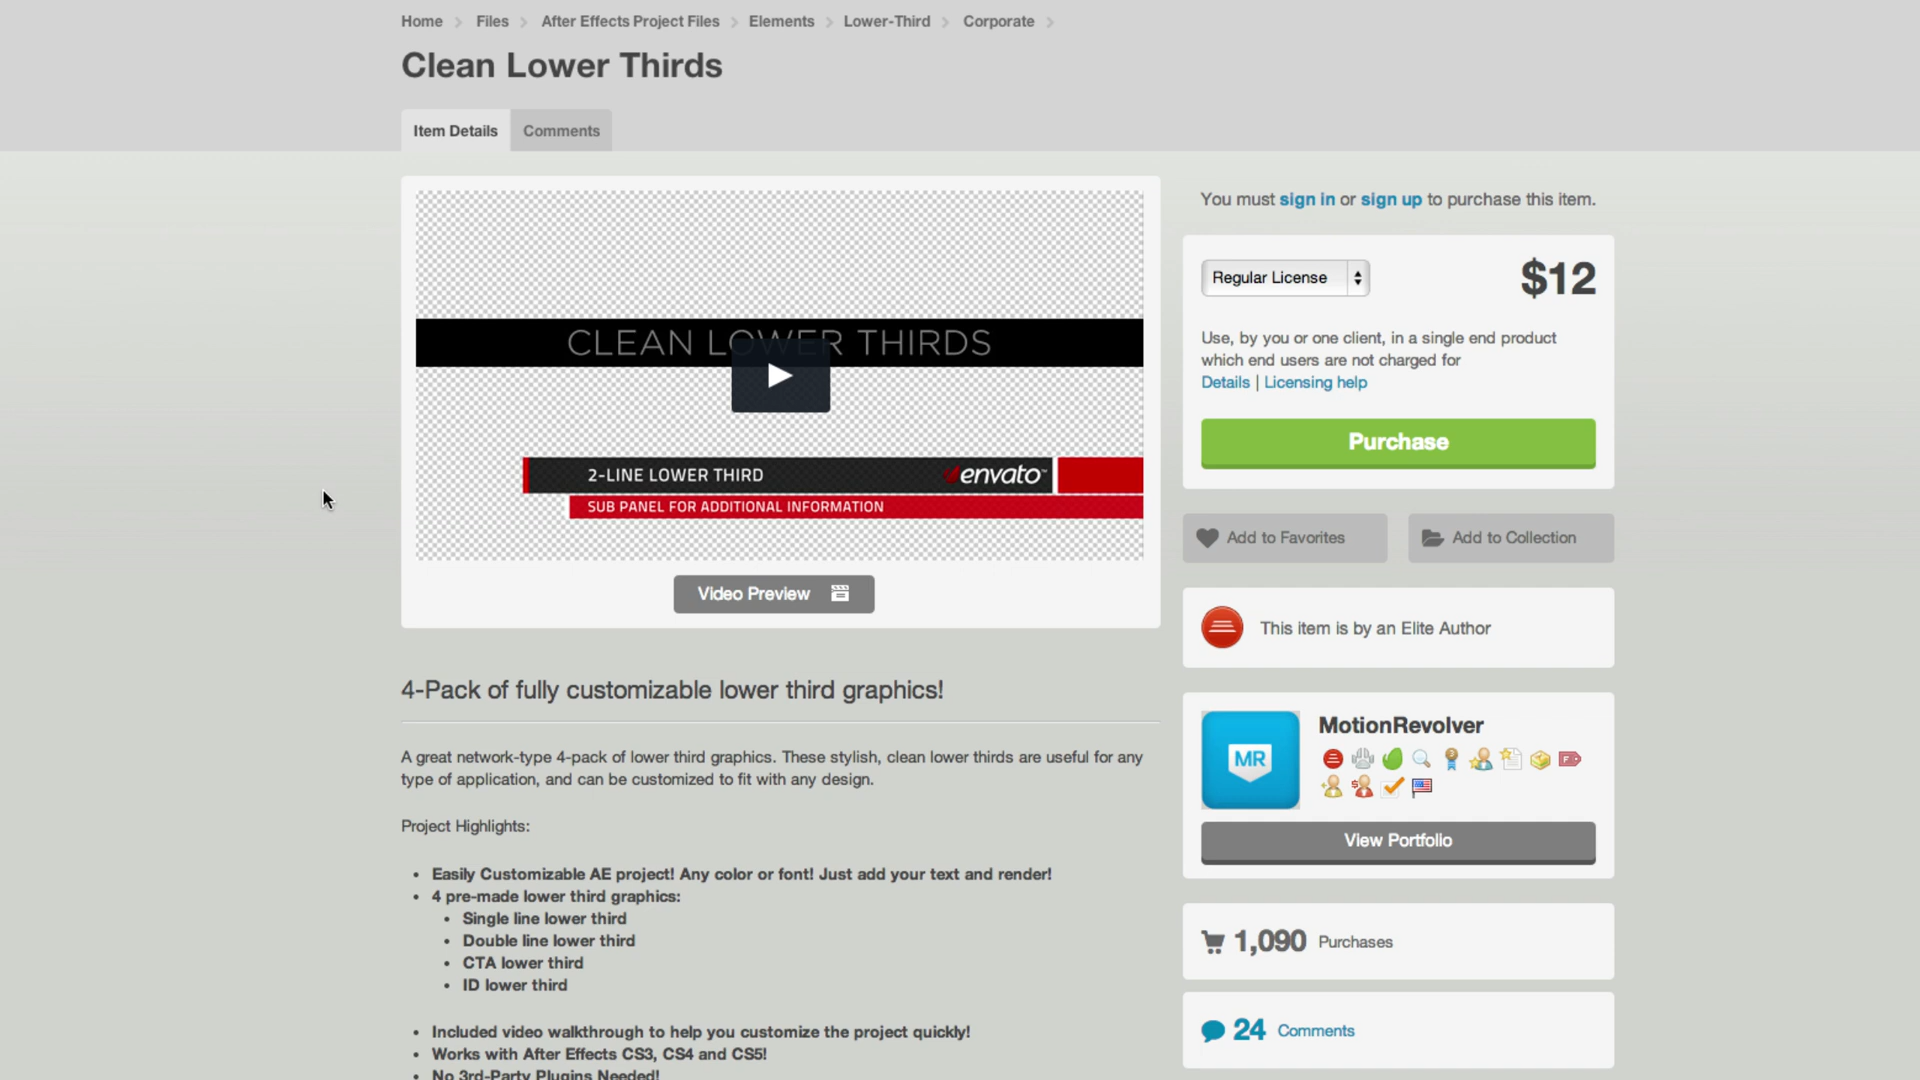 Home Files After Effects Project Files Elements Lower-Third Corporate
Clean Lower Thirds
Item Details Comments
CLEAN LOWER THIRDS
2-LINE LOWER THIRD envato™
SUB PANEL FOR ADDITIONAL INFORMATION
Video Preview
4-Pack of fully customizable lower third graphics!
A great network-type 4-pack of lower third graphics. These stylish, clean lower thirds are useful for any
type of application, and can be customized to fit with any design.
Project Highlights:
• Easily Customizable AE project! Any color or font! Just add your text and render!
• 4 pre-made lower third graphics:
• Single line lower third
• Double line lower third
• CTA lower third
• ID lower third
• Included video walkthrough to help you customize the project quickly!
• Works with After Effects CS3, CS4 and CS5!
• No 3rd-Party Plugins Needed!
You must sign in or sign up to purchase this item.
Regular License $12
Use, by you or one client, in a single end product
which end users are not charged for
Details | Licensing help
Purchase
Add to Favorites Add to Collection
This item is by an Elite Author
MR
MotionRevolver
View Portfolio
1,090 Purchases
24 Comments